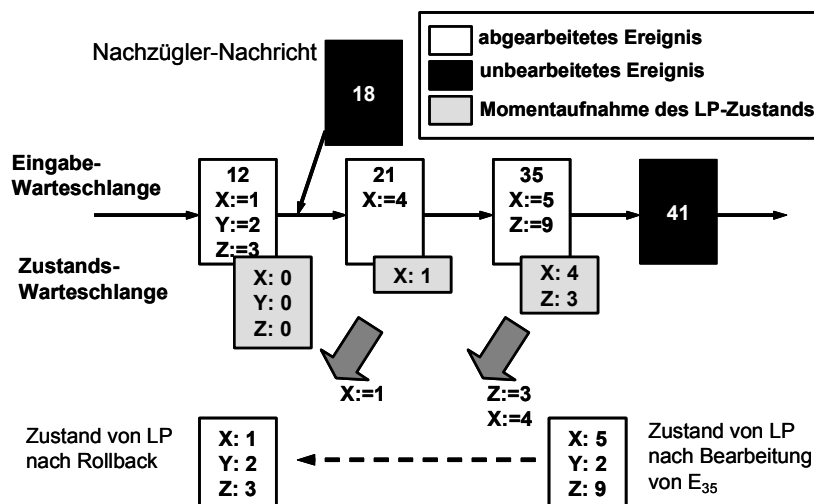 Nachzügler-Nachricht
18
abgearbeitetes Ereignis
unbearbeitetes Ereignis
Momentaufnahme des LP-Zustands
Eingabe-
Warteschlange
12
X:=1
Y:=2
Z:=3
21
X:=4
35
X:=5
Z:=9
41
Zustands-
Warteschlange
X: 0
Y: 0
Z: 0
X: 1
X: 4
Z: 3
X:=1
Z:=3
X:=4
Zustand von LP
nach Rollback
X: 1
Y: 2
Z: 3
X: 5
Y: 2
Z: 9
Zustand von LP
nach Bearbeitung
von E35